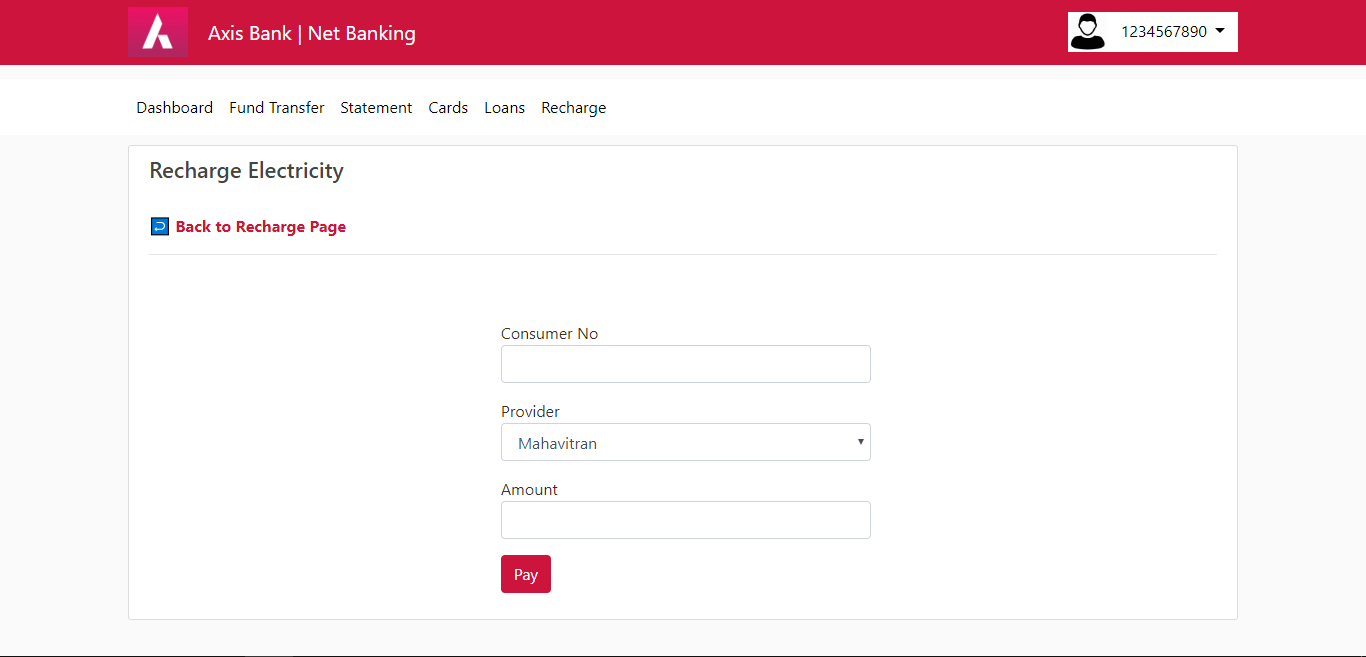 Axis Bank | Net Banking
1234567890
Dashboard Fund Transfer Statement Cards Loans Recharge
Recharge Electricity
Back to Recharge Page
Consumer No
Provider
Mahavitran
Amount
Pay